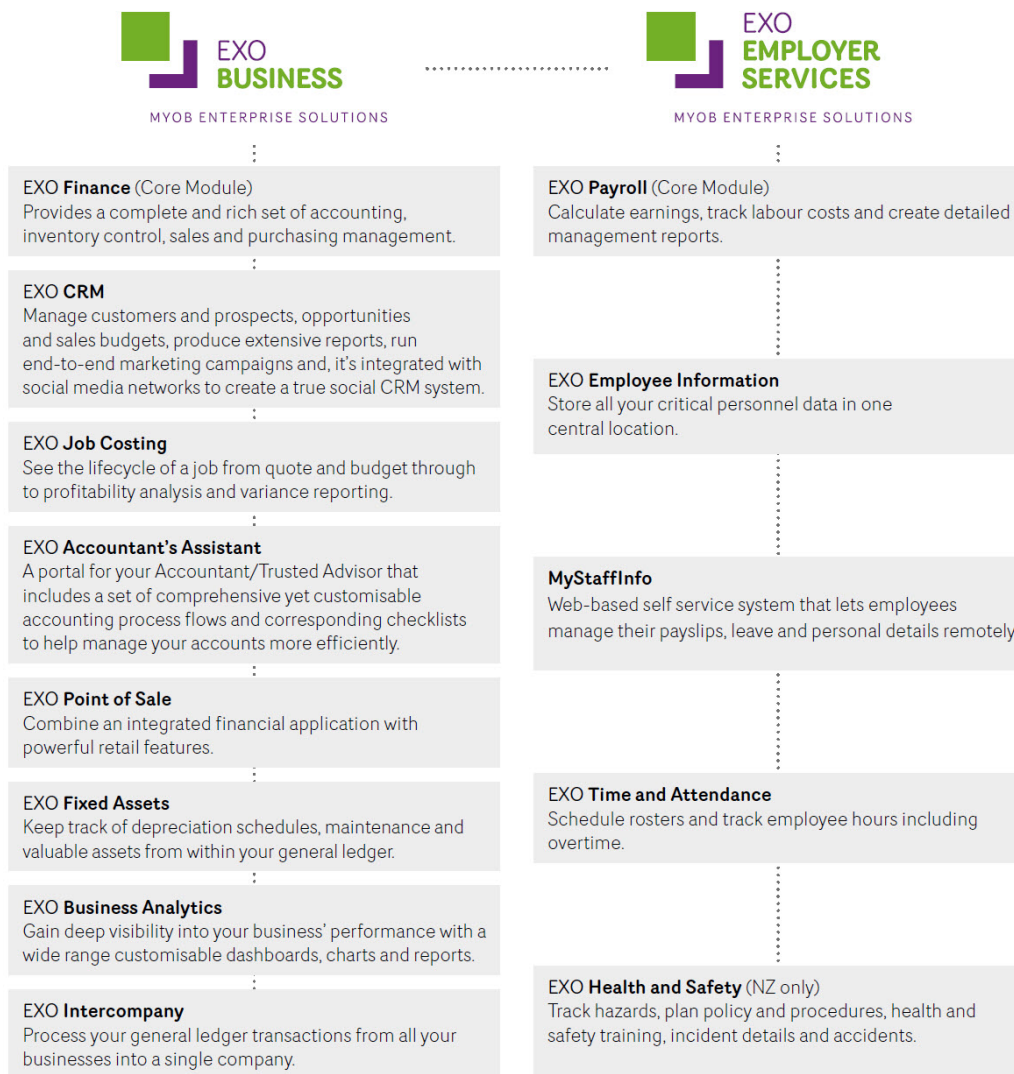 EXO
BUSINESS
MYOB ENTERPRISE SOLUTIONS
EXO Finance (Core Module)
Provides a complete and rich set of accounting,
inventory control, sales and purchasing management.
EXO CRM
Manage customers and prospects, opportunities
and sales budgets, produce extensive reports, run
end-to-end marketing campaigns and, it's integrated with
social media networks to create a true social CRM system.
EXO Job Costing
See the lifecycle of a job from quote and budget through
to profitability analysis and variance reporting.
EXO Accountant's Assistant
A portal for your Accountant/Trusted Advisor that
includes a set of comprehensive yet customisable
accounting process flows and corresponding checklists
to help manage your accounts more efficiently.
EXO Point of Sale
Combine an integrated financial application with
powerful retail features.
EXO Fixed Assets
Keep track of depreciation schedules, maintenance and
valuable assets from within your general ledger.
EXO Business Analytics
Gain deep visibility into your business' performance with a
wide range customisable dashboards, charts and reports.
EXO Intercompany
Process your general ledger transactions from all your
businesses into a single company.
EXO
EMPLOYER
SERVICES
MYOB ENTERPRISE SOLUTIONS
EXO Payroll (Core Module)
Calculate earnings, track labour costs and create detailed
management reports.
EXO Employee Information
Store all your critical personnel data in one
central location.
MyStaffInfo
Web-based self service system that lets employees
manage their payslips, leave and personal details remotely
EXO Time and Attendance
Schedule rosters and track employee hours including
overtime.
EXO Health and Safety (NZ only)
Track hazards, plan policy and procedures, health and
safety training, incident details and accidents.